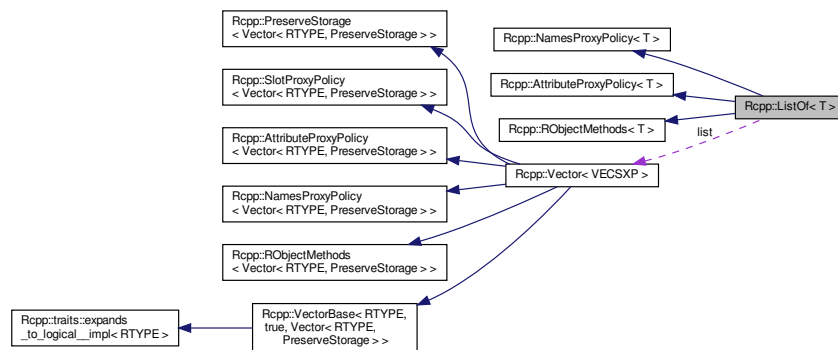 Rcpp::PreserveStorage
< Vector< RTYPE, PreserveStorage > >
Rcpp::NamesProxyPolicy< T >
Rcpp::SlotProxyPolicy
< Vector< RTYPE, PreserveStorage > >
Rcpp::AttributeProxyPolicy< T >
Rcpp::ListOf< T >
Rcpp::RObjectMethods< T >
list
Rcpp::AttributeProxyPolicy
< Vector< RTYPE, PreserveStorage > >
Rcpp::Vector< VECSXP >
Rcpp::NamesProxyPolicy
< Vector< RTYPE, PreserveStorage > >
Rcpp::RObjectMethods
< Vector< RTYPE, PreserveStorage > >
Rcpp::VectorBase< RTYPE,
true, Vector< RTYPE,
PreserveStorage > >
Rcpp::traits::expands
_to_logical__impl< RTYPE >